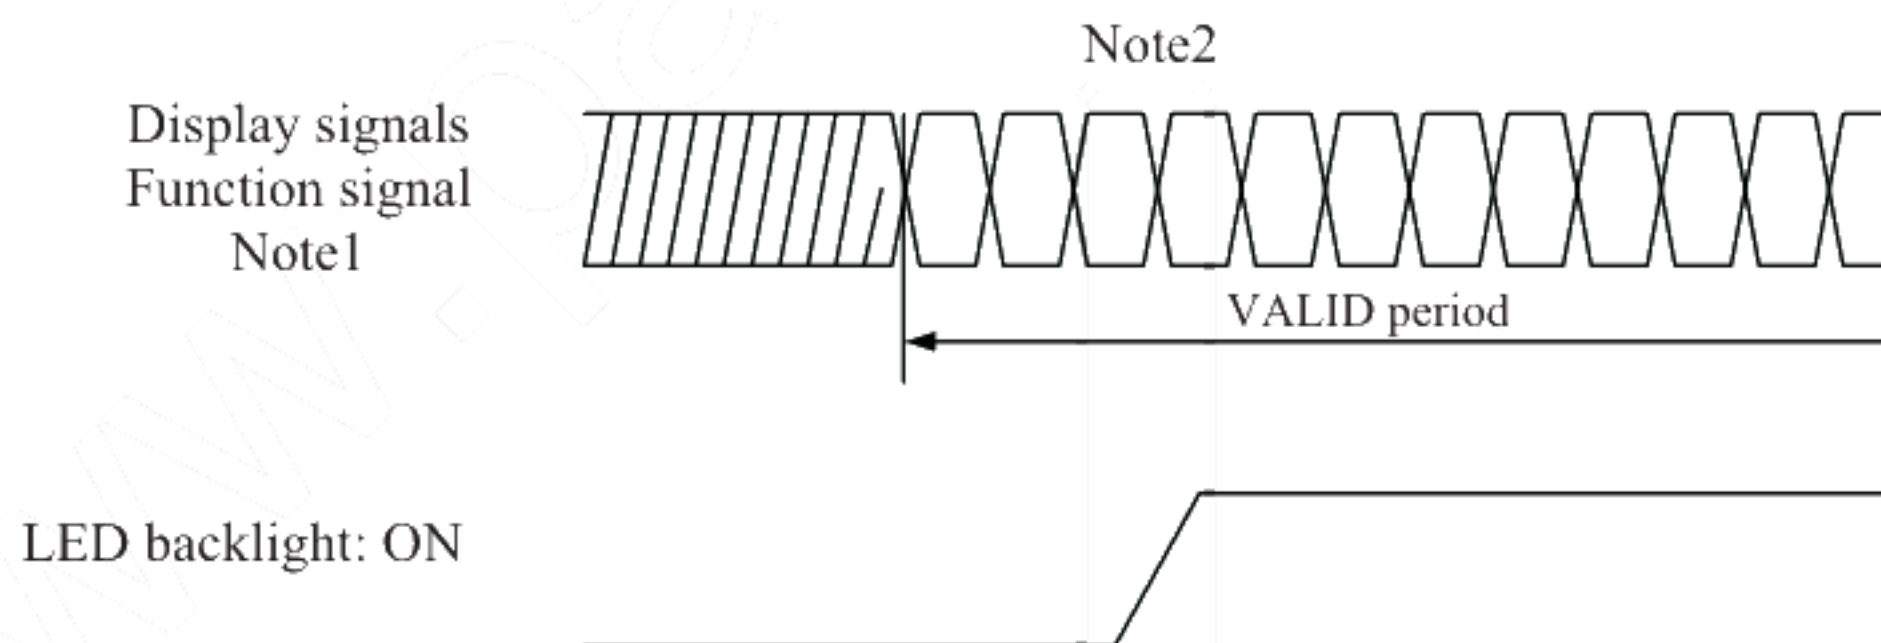 Note2
Display signals
Function signal
Note1
VALID period
LED backlight: ON